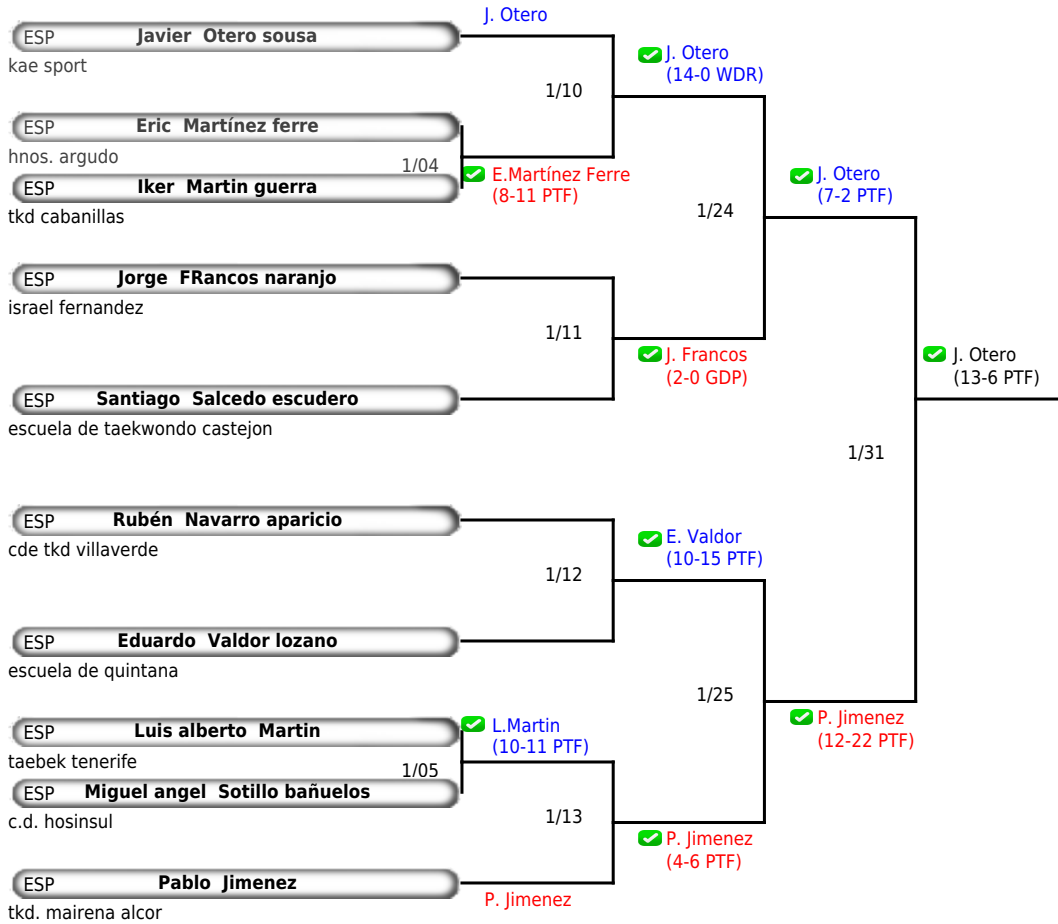 J. Otero
ESP Javier Otero sousa
kae sport
J. Otero
(14-0 WDR)
1/10
ESP Eric Martínez ferre
hnos. argudo
1/04
E.Martínez Ferre
(8-11 PTF)
ESP Iker Martin guerra
tkd cabanillas
J. Otero
(7-2 PTF)
1/24
ESP Jorge FRancos naranjo
israel fernandez
1/11
J. Francos
(2-0 GDP)
J. Otero
(13-6 PTF)
ESP Santiago Salcedo escudero
escuela de taekwondo castejon
1/31
ESP Rubén Navarro aparicio
cde tkd villaverde
E. Valdor
(10-15 PTF)
1/12
ESP Eduardo Valdor lozano
escuela de quintana
1/25
ESP Luis alberto Martin
taebek tenerife
L.Martin
(10-11 PTF)
P. Jimenez
(12-22 PTF)
1/05
ESP Miguel angel Sotillo bañuelos
c.d. hosinsul
1/13
P. Jimenez
(4-6 PTF)
ESP Pablo Jimenez
tkd. mairena alcor
P. Jimenez